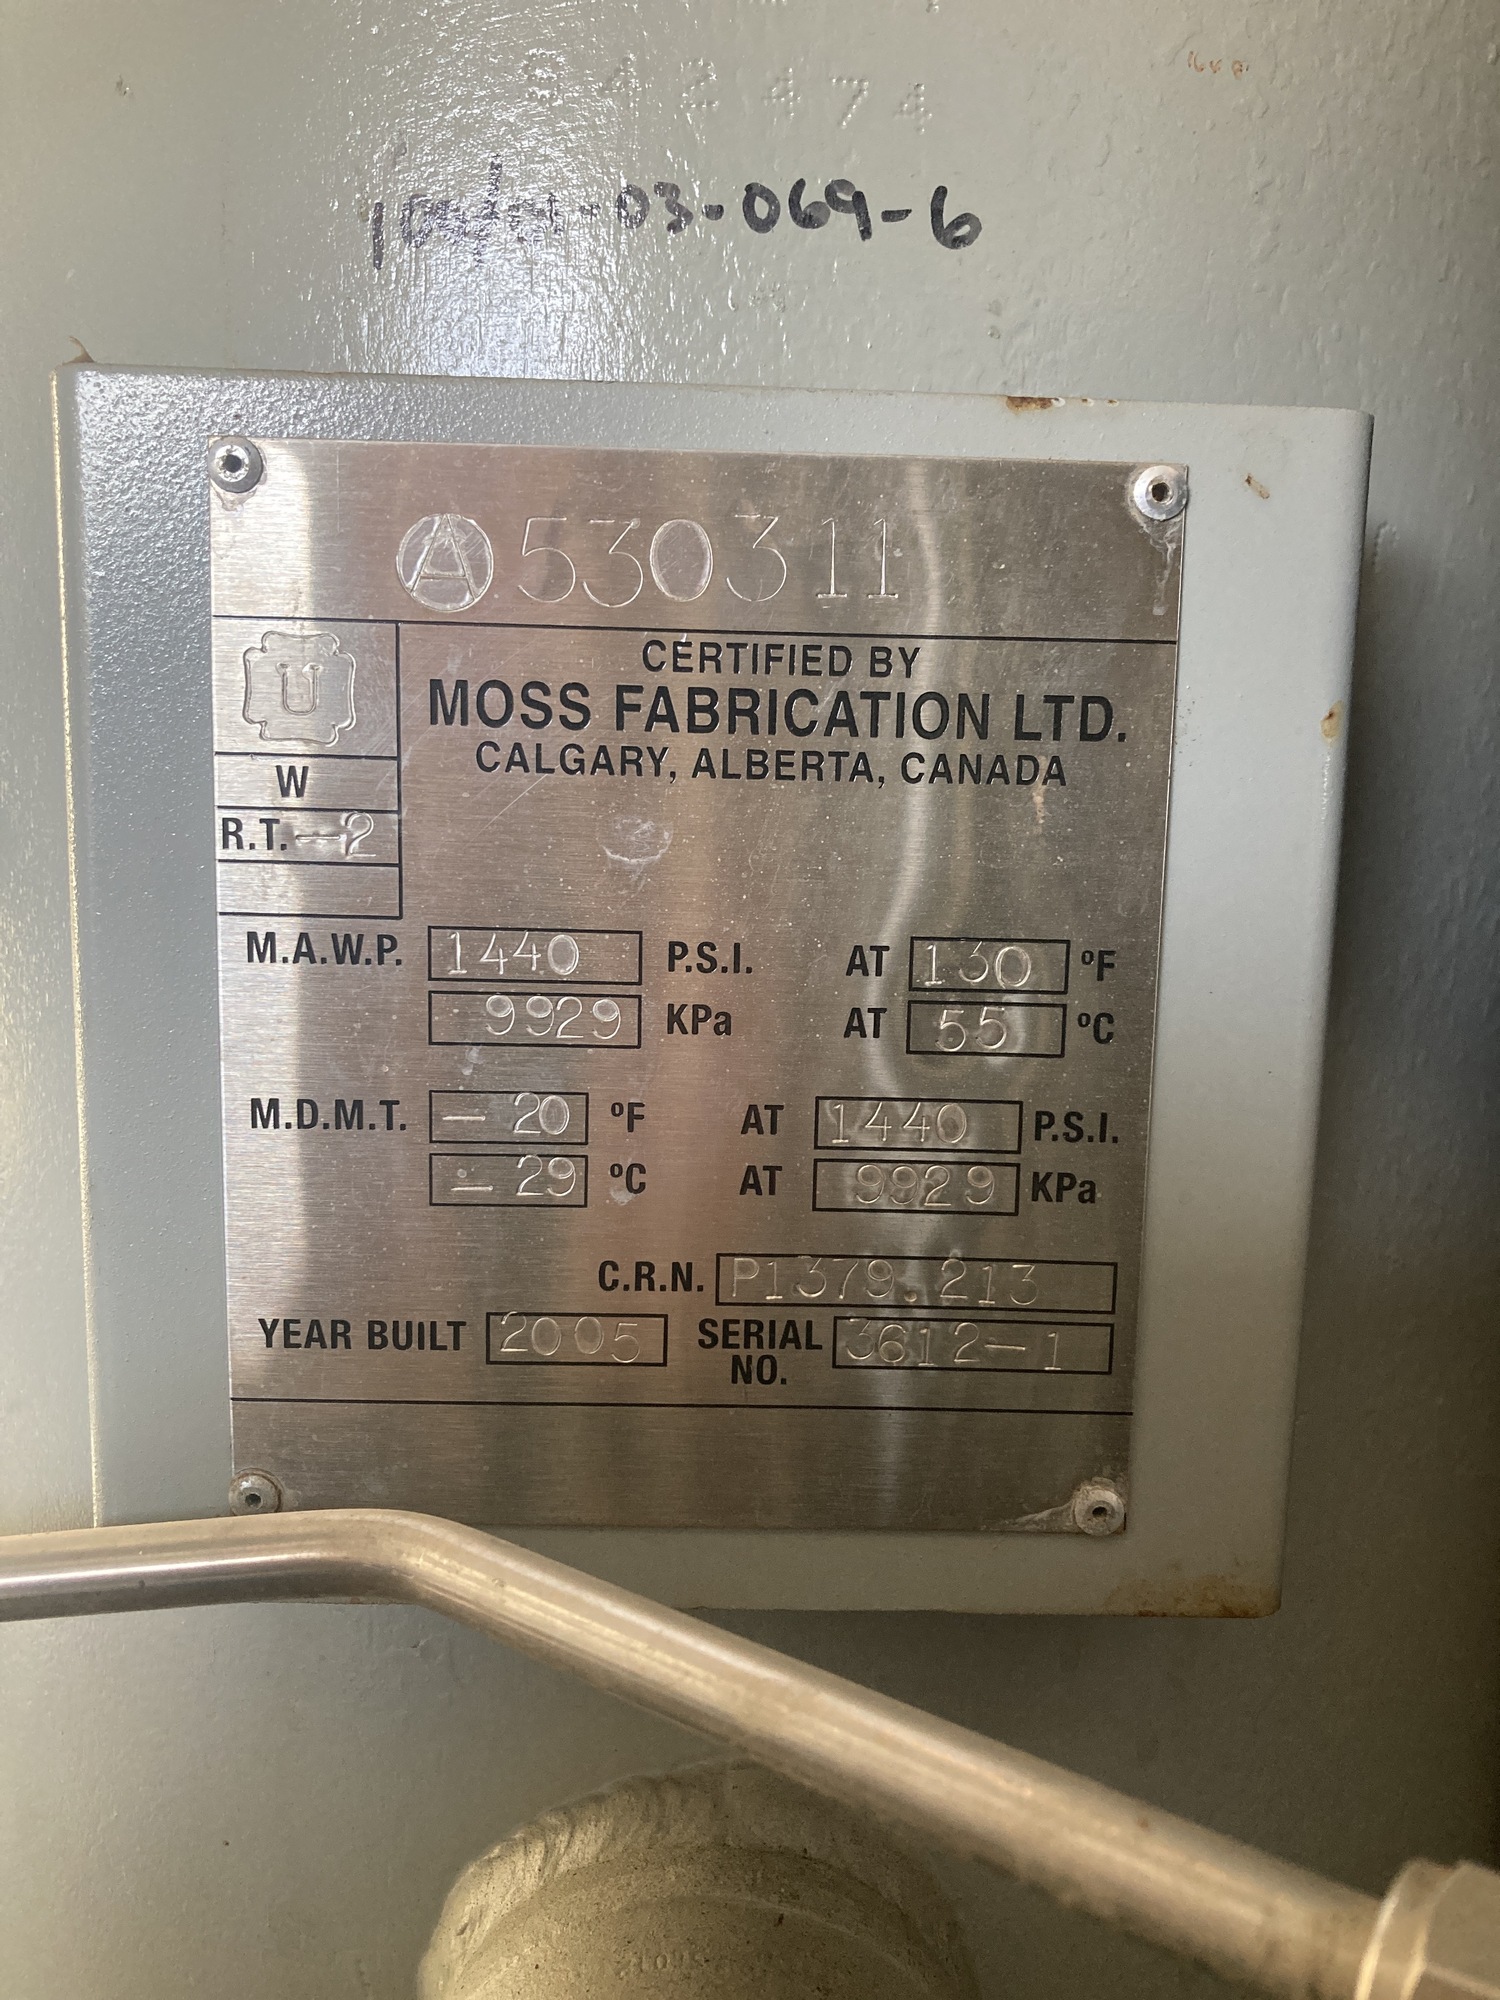 842474
-03-069-6
A 530311
U
CERTIFIED BY
MOSS FABRICATION LTD.
CALGARY, ALBERTA, CANADA
W
R.T. -2
M.A.W.P. 1440 P.S.I. AT 130 °F
9929 KPa AT 55 °C
M.D.M.T. -20 °F AT 1440 P.S.I.
-29 °C AT 9929 KPa
C.R.N. P1379.213
YEAR BUILT 2005 SERIAL NO. 3612-1